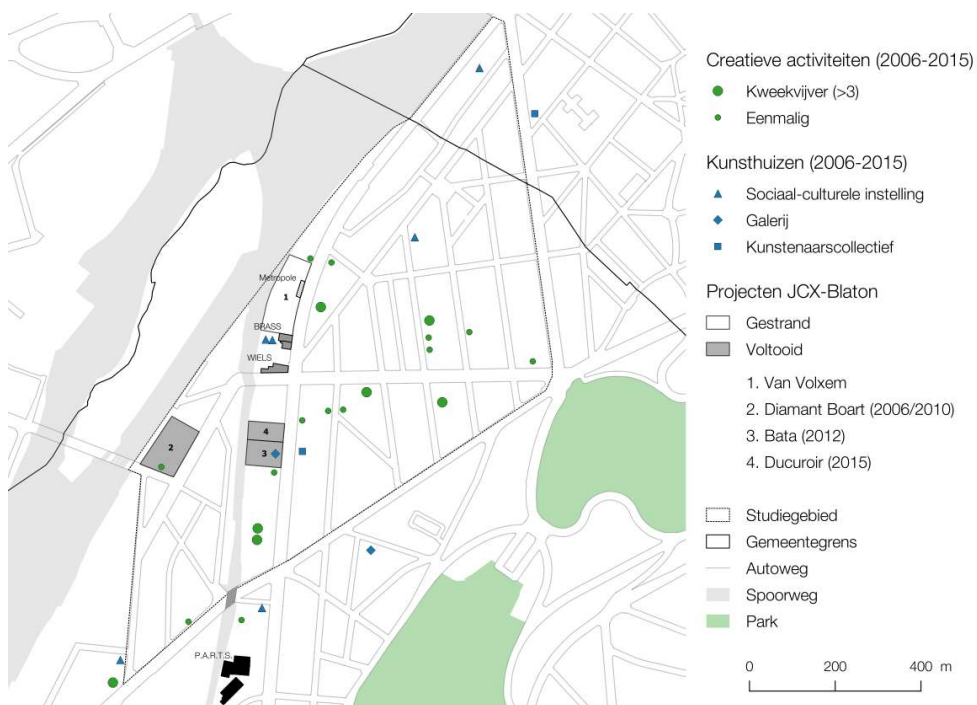 Metropole
1
BRASS
WIELS
2
4
3
P.A.R.T.S.
Creatieve activiteiten (2006-2015)
Kweekvijver (>3)
Eenmalig
Kunsthuizen (2006-2015)
Sociaal-culturele instelling
Galerij
Kunstenaarscollectief
Projecten JCX-Blaton
Gestrand
Voltooid
1. Van Volxem
2. Diamant Boart (2006/2010)
3. Bata (2012)
4. Ducuroir (2015)
Studiegebied
Gemeentegrens
Autoweg
Spoorweg
Park
0 200 400 m